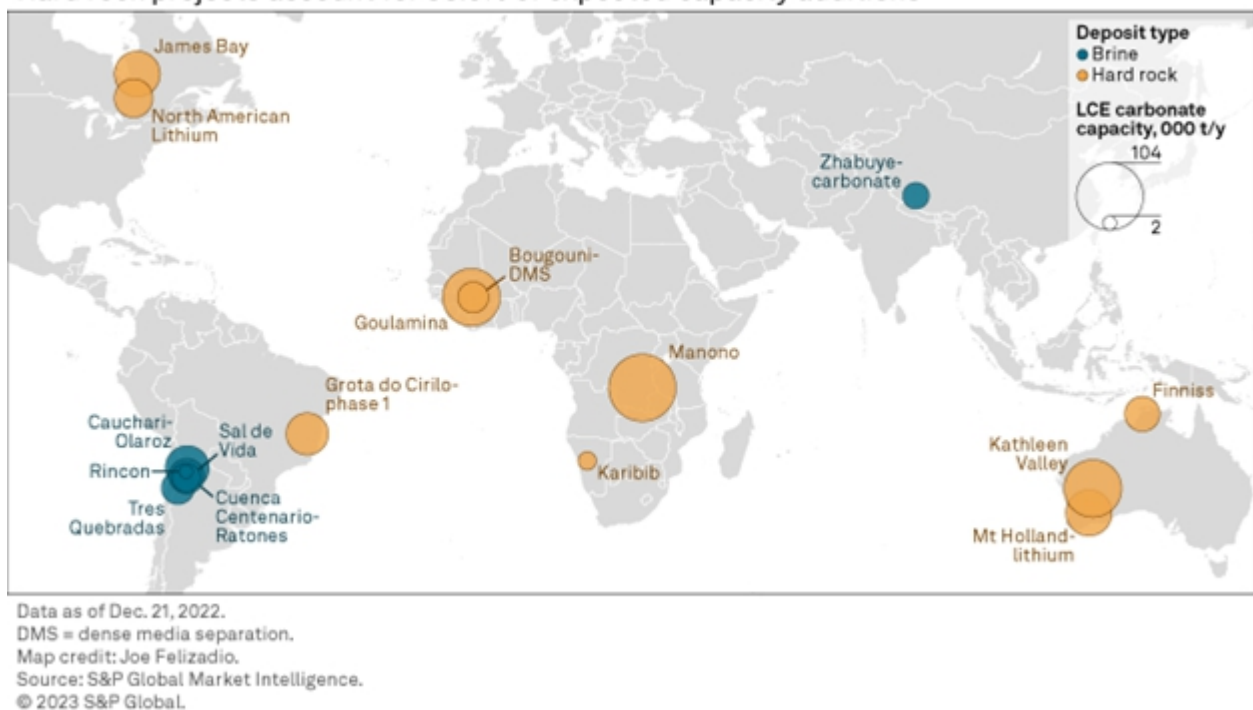 James Bay
North American
Lithium
Deposit type
Brine
Hard rock
LCE carbonate
capacity, 000 t/y
104
2
Zhabuye-
carbonate
Bougouni-
DMS
Goulamina
Manono
Grota do Cirilo-
phase 1
Finniss
Cauchari-
Olaroz
Sal de
Vida
Rincon
Kathleen
Valley
Karibib
Tres
Quebradas
Cuenca
Centenario-
Ratones
Mt Holland-
lithium
Data as of Dec. 21, 2022.
DMS = dense media separation.
Map credit: Joe Felizadio.
Source: S&P Global Market Intelligence.
© 2023 S&P Global.